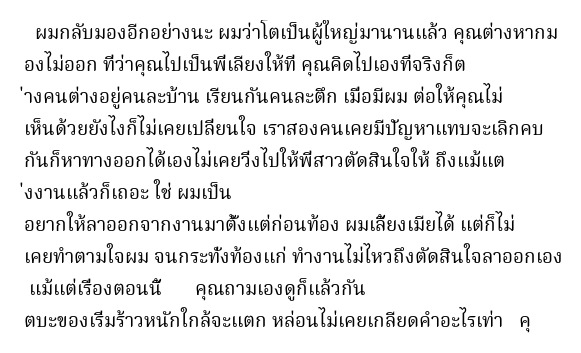 ผมกลับมองอีกอย่างนะ ผมว่าโตเป็นผู้ใหญ่มานานแล้ว คุณต่างหากม
องไม่ออก ที่ว่าคุณไปเป็นพี่เลี้ยงให้ที คุณคิดไปเองทีจริงก็ต
่างคนต่างอยู่คนละบ้าน เรียนกันคนละตึก เมื่อมีผม ต่อให้คุณไม่
เห็นด้วยยังไงก็ไม่เคยเปลี่ยนใจ เราสองคนเคยมีปัญหาแทบจะเลิกคบ
กันก็หาทางออกได้เองไม่เคยวิ่งไปให้พี่สาวตัดสินใจให้ ถึงแม้แต
่งงานแล้วก็เถอะ ใช่ ผมเป็น
อยากให้ลาออกจากงานมาตั้งแต่ก่อนท้อง ผมเลี้ยงเมียได้ แต่ก็ไม่
เคยทำตามใจผม จนกระทั่งท้องแก่ ทำงานไม่ไหวถึงตัดสินใจลาออกเอง
แม้แต่เรื่องตอนนี้ คุณถามเองดูก็แล้วกัน
ตบะของเริ่มร้าวหนักใกล้จะแตก หล่อนไม่เคยเกลียดคำอะไรเท่า คุ